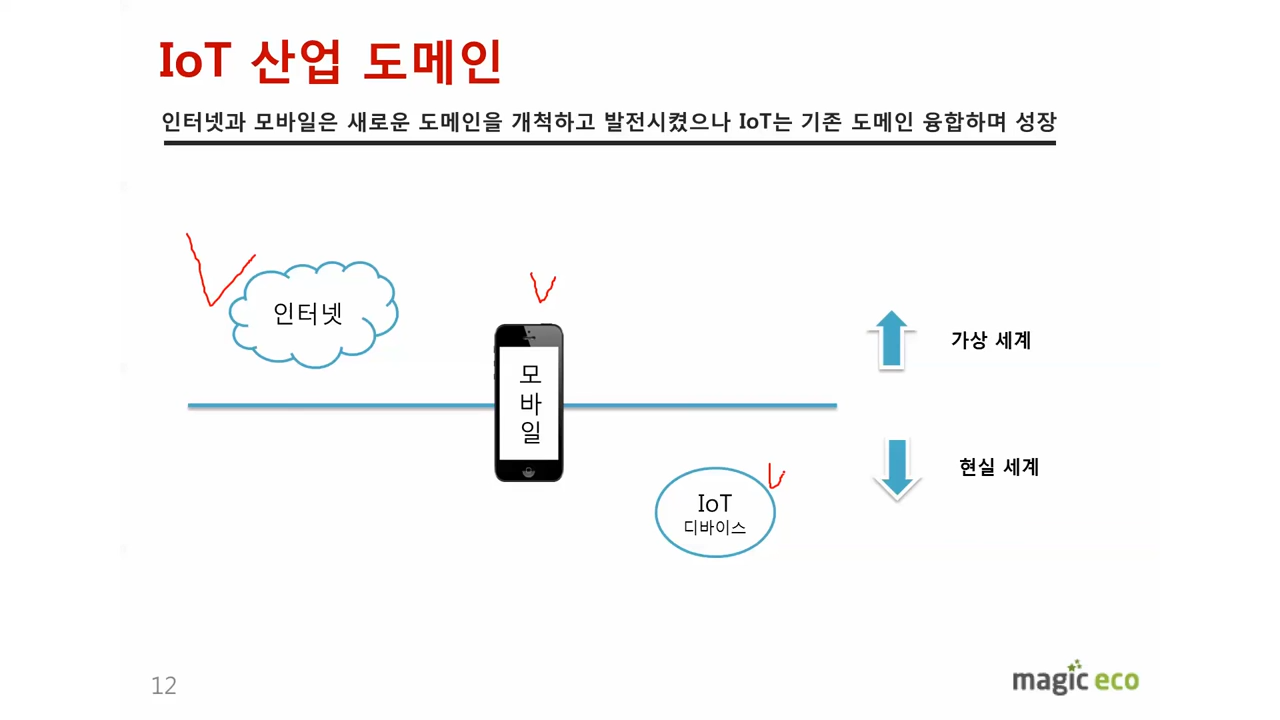 IoT 산업 도메인
인터넷과 모바일은 새로운 도메인을 개척하고 발전시켰으나 IoT는 기존 도메인 융합하며 성장
인터넷
모
바
일
가상 세계
현실 세계
IoT
디바이스
12
magic eco